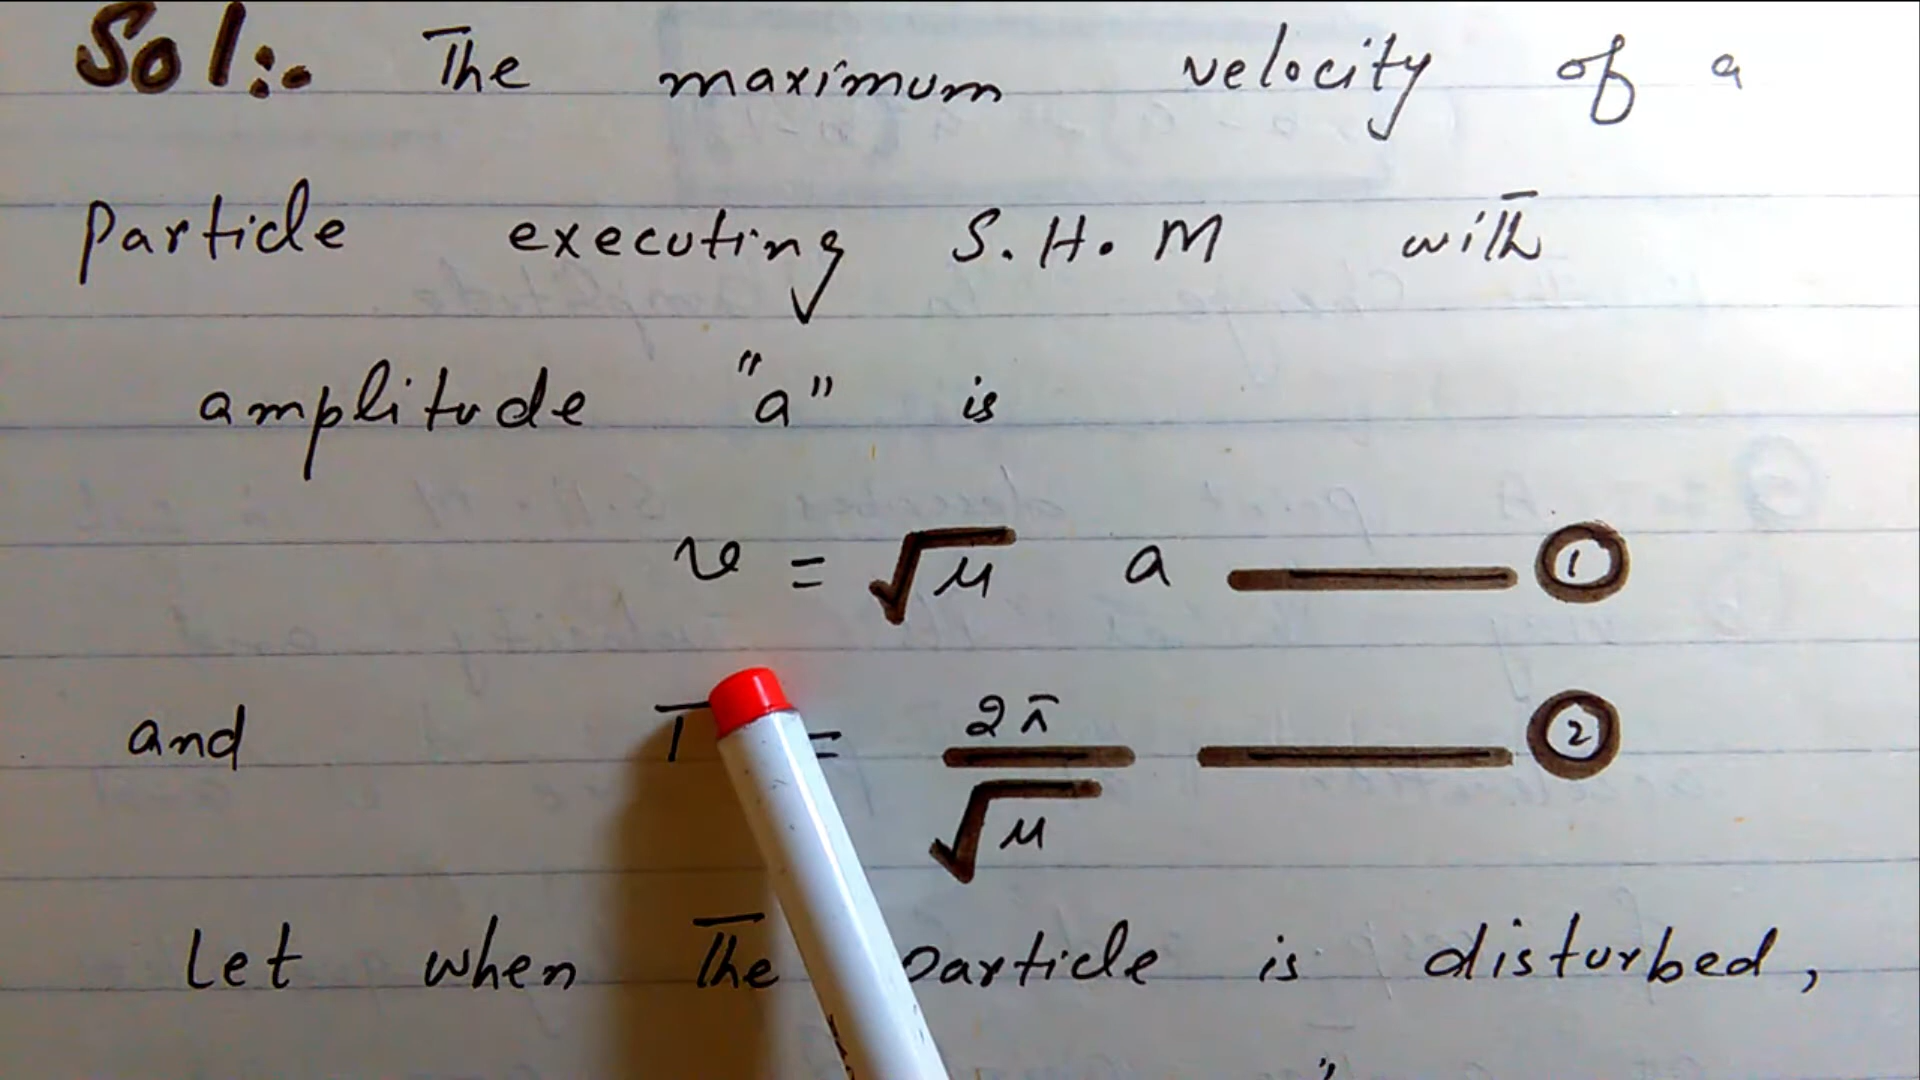 Sol:. The maximum velocity of a
particle executing S.H.M with
amplitude "a" is
v = √μ a —— ①
and T = 2π/√μ —— ②
Let when The particle is disturbed,